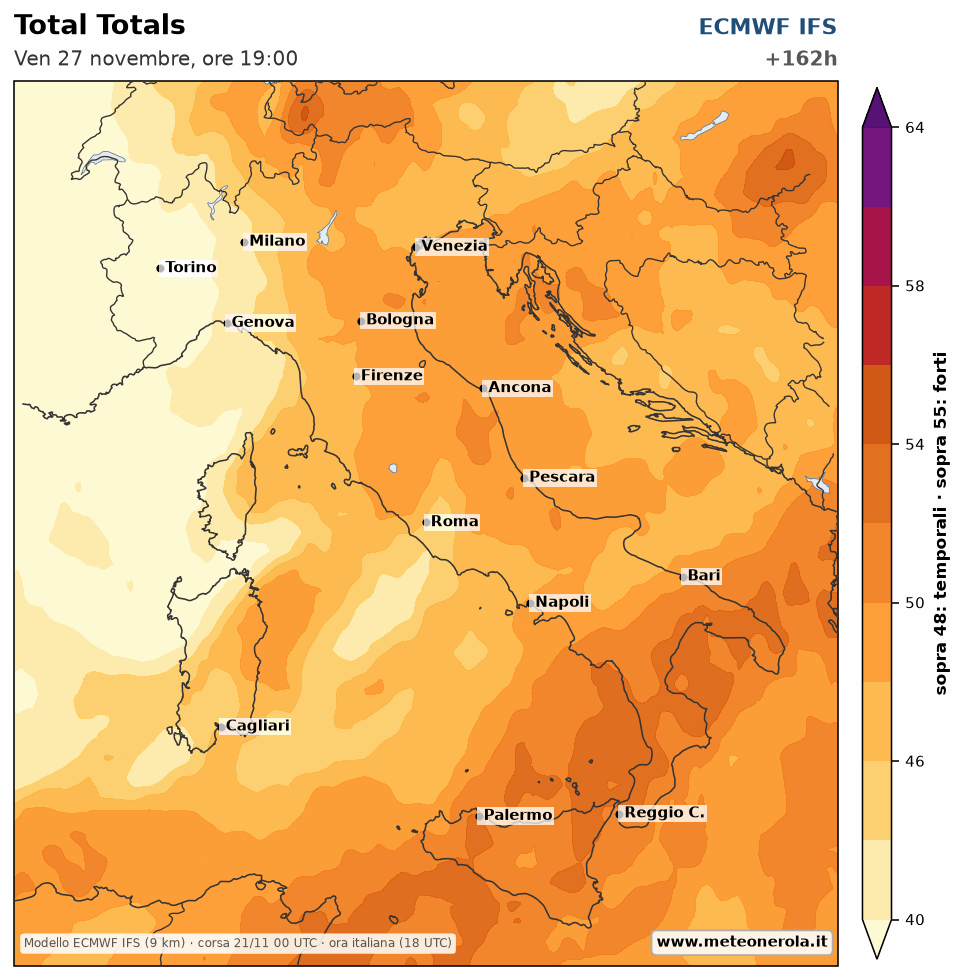 Total Totals
ECMWF IFS
Ven 27 novembre, ore 19:00
+162h
64
58
54
50
46
40
sopra 48: temporali · sopra 55: forti
Milano
Venezia
Torino
Genova
Bologna
Firenze
Ancona
Pescara
Roma
Bari
Napoli
Cagliari
Palermo
Reggio C.
Modello ECMWF IFS (9 km) · corsa 21/11 00 UTC · ora italiana (18 UTC)
www.meteonerola.it